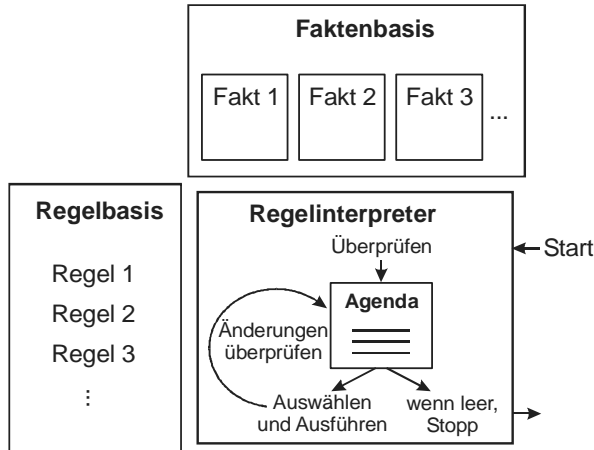 Faktenbasis
Fakt 1
Fakt 2
Fakt 3
...
Regelbasis
Regel 1
Regel 2
Regel 3
...
Regelinterpreter
Überprüfen
Start
Agenda
Änderungen
überprüfen
Auswählen
und Ausführen
wenn leer,
Stopp